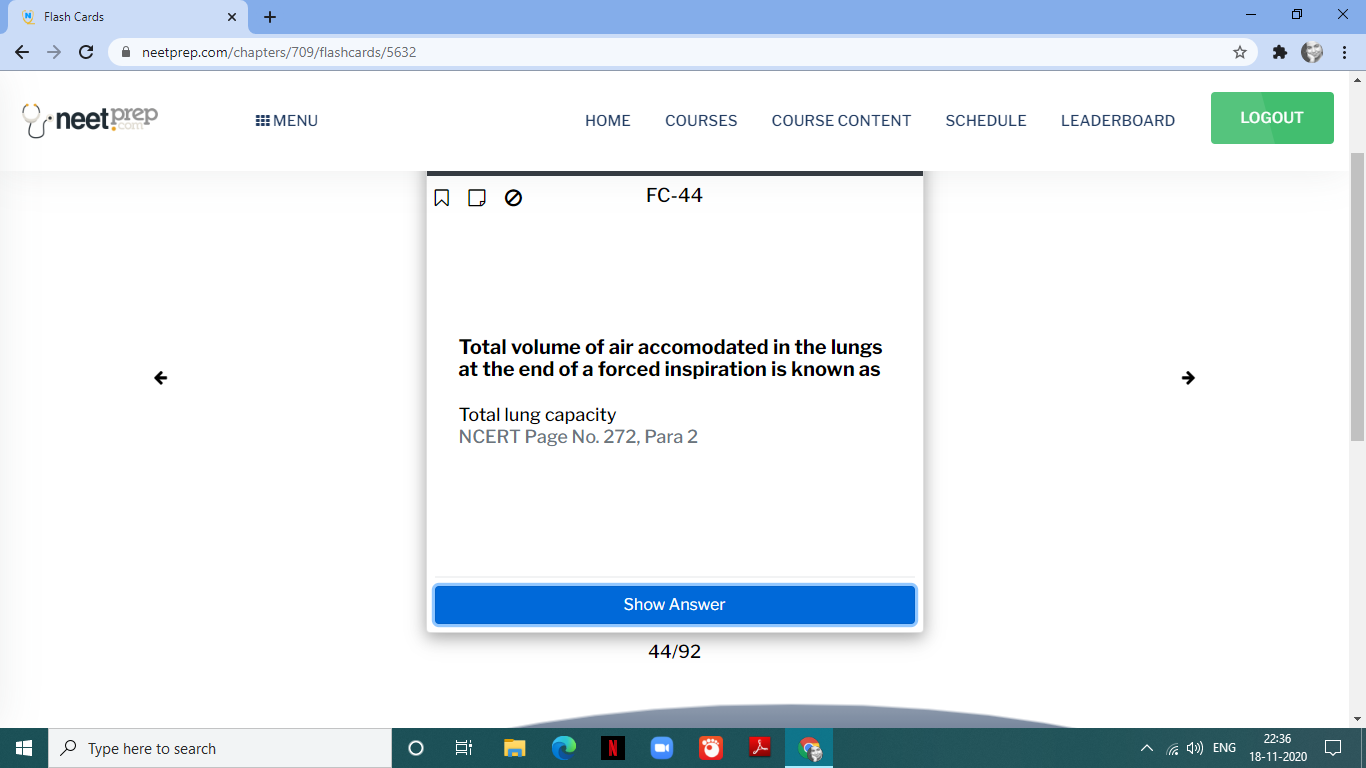 Flash Cards
neetprep.com/chapters/709/flashcards/5632
neetprep
.com
MENU
HOME
COURSES
COURSE CONTENT
SCHEDULE
LEADERBOARD
LOGOUT
FC-44
Total volume of air accomodated in the lungs
at the end of a forced inspiration is known as
Total lung capacity
NCERT Page No. 272, Para 2
Show Answer
44/92
Type here to search
ENG
22:36
18-11-2020